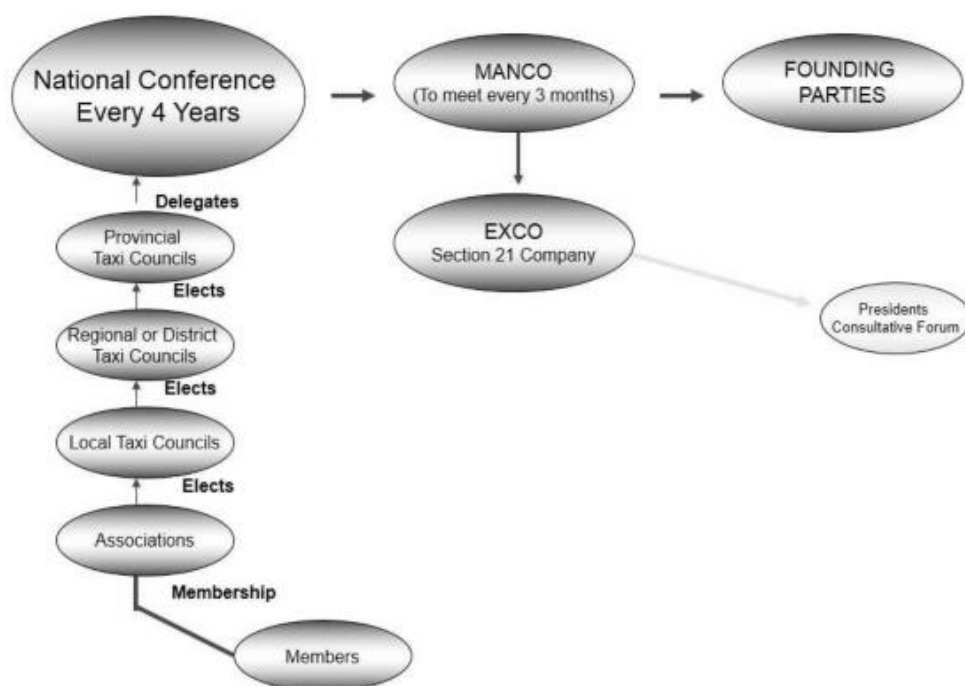 National Conference
Every 4 Years
MANCO
(To meet every 3 months)
FOUNDING
PARTIES
Delegates
Provincial
Taxi Councils
EXCO
Section 21 Company
Elects
Regional or District
Taxi Councils
Presidents
Consultative Forum
Elects
Local Taxi Councils
Elects
Associations
Membership
Members